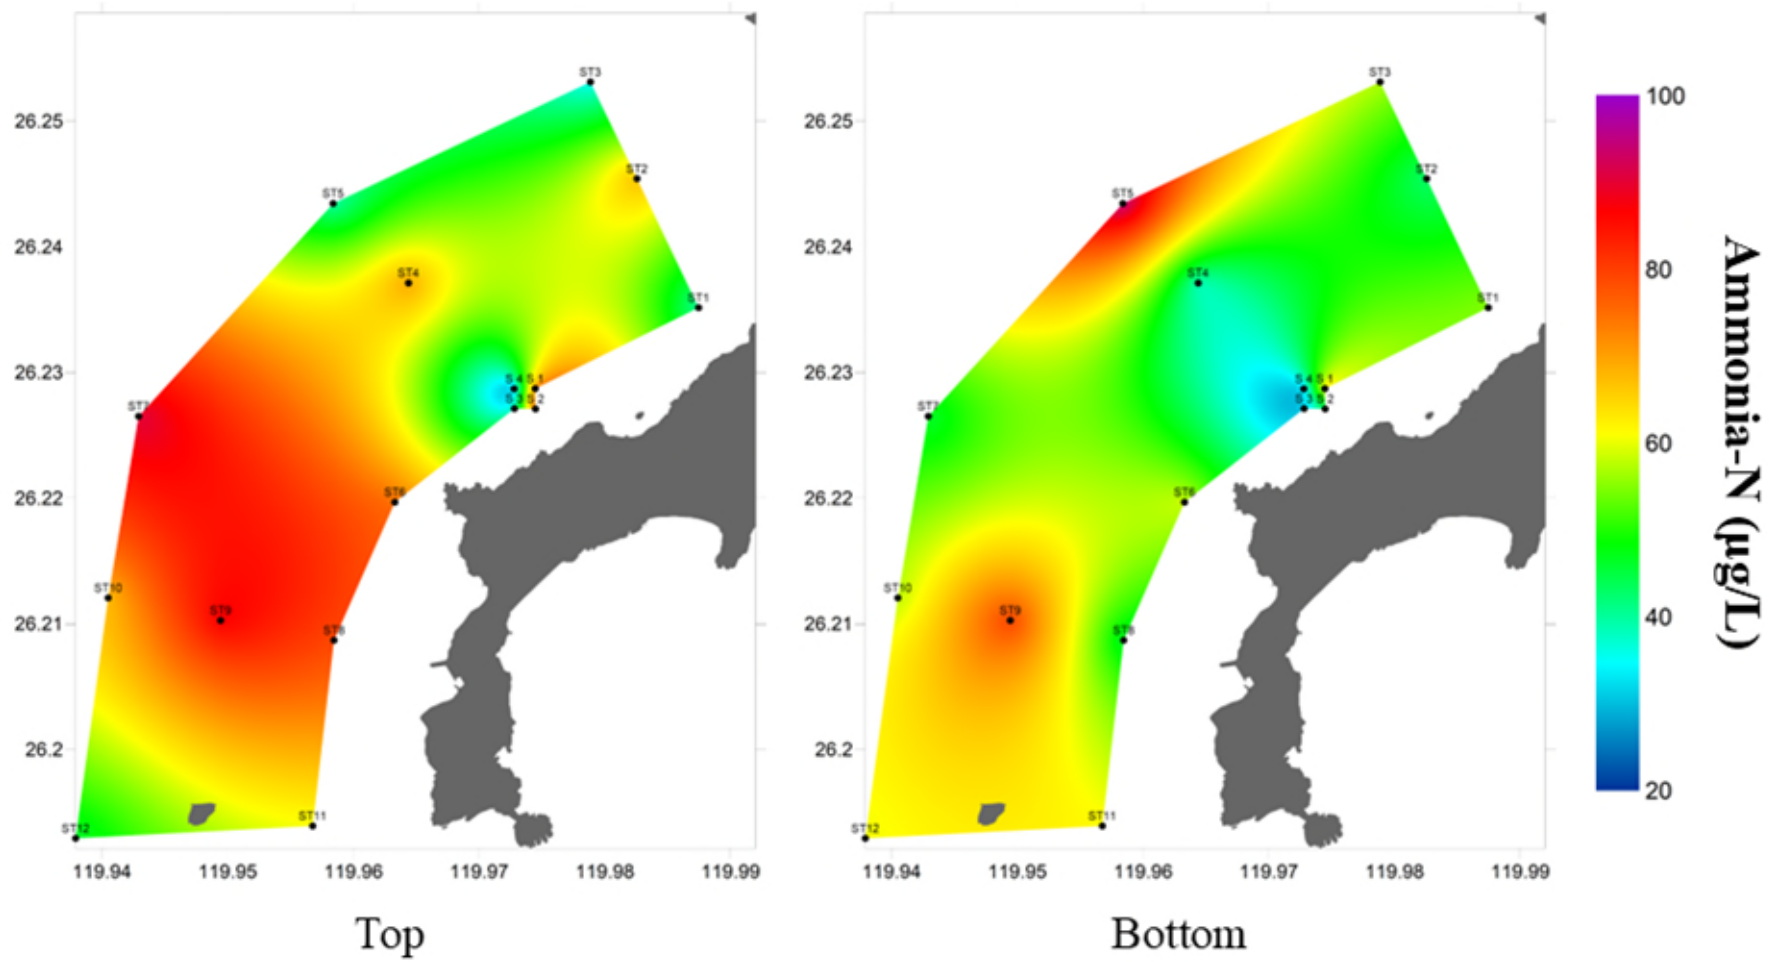 ST3
ST2
ST5
ST4
ST1
S 4 S 1
S 3 S 2
ST7
ST6
ST10
ST9
ST8
ST12
ST11
26.25
26.24
26.23
26.22
26.21
26.2
119.94 119.95 119.96 119.97 119.98 119.99
Top
ST3
ST2
ST5
ST4
ST1
S 4 S 1
S 3 S 2
ST7
ST6
ST10
ST9
ST8
ST12
ST11
26.25
26.24
26.23
26.22
26.21
26.2
119.94 119.95 119.96 119.97 119.98 119.99
Bottom
100
80
60
40
20
Ammonia-N (µg/L)